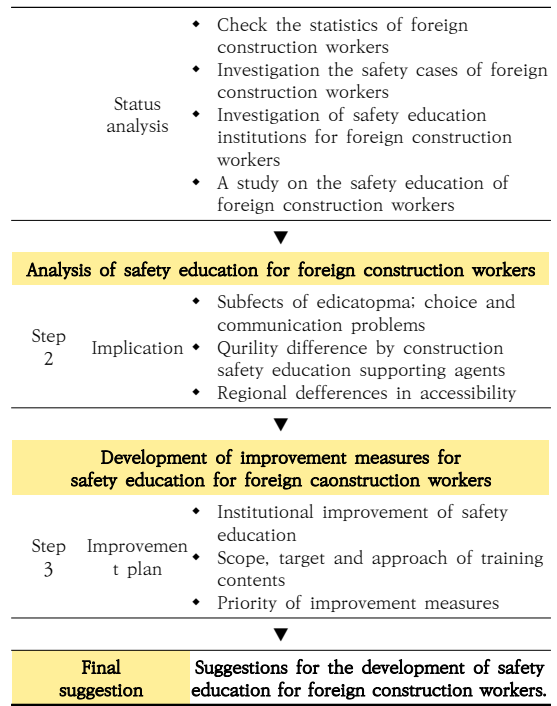 ◆ Check the statistics of foreign
construction workers
◆ Investigation the safety cases of foreign
construction workers
Status
analysis
◆ Investigation of safety education
institutions for foreign construction
workers
◆ A study on the safety education of
foreign construction workers
▼
Analysis of safety education for foreign construction workers
Step
2
Implication
◆ Subfects of edicatopma; choice and
communication problems
◆ Qurility difference by construction
safety education supporting agents
◆ Regional defferences in accessibility
▼
Development of improvement measures for
safety education for foreign caonstruction workers
Step
3
Improvemen
t plan
◆ Institutional improvement of safety
education
◆ Scope, target and approach of training
contents
◆ Priority of improvement measures
▼
Final
suggestion
Suggestions for the development of safety
education for foreign construction workers.